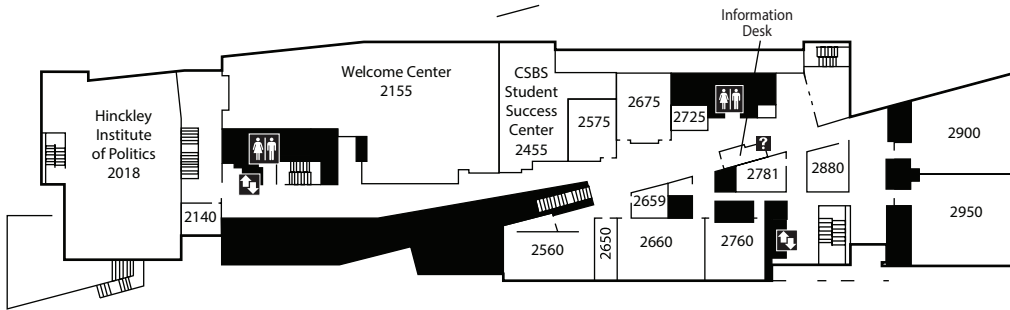 Information
Desk
Welcome Center
2155
CSBS
Student
Success
Center
2455
Hinckley
Institute
of Politics
2018
2575
2675
2725
?
2781
2880
2900
2140
2659
2950
2560
2650
2660
2760